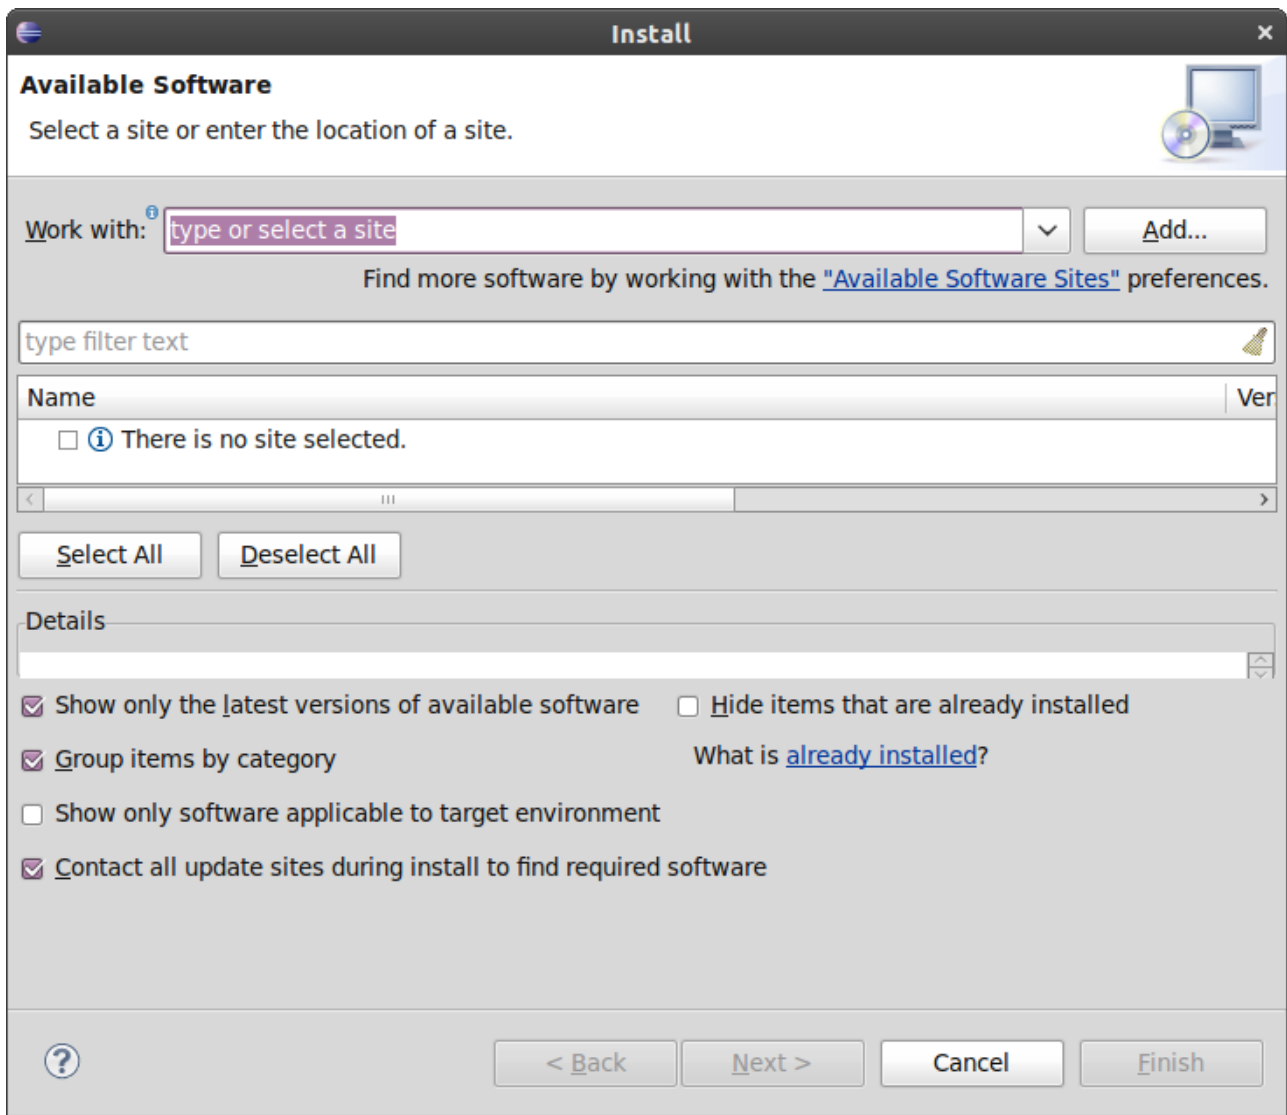 Install
Available Software
Select a site or enter the location of a site.
Work with: type or select a site Add...
Find more software by working with the "Available Software Sites" preferences.
type filter text
Name Ver
There is no site selected.
Select All Deselect All
Details
Show only the latest versions of available software Hide items that are already installed
Group items by category What is already installed?
Show only software applicable to target environment
Contact all update sites during install to find required software
< Back Next > Cancel Finish